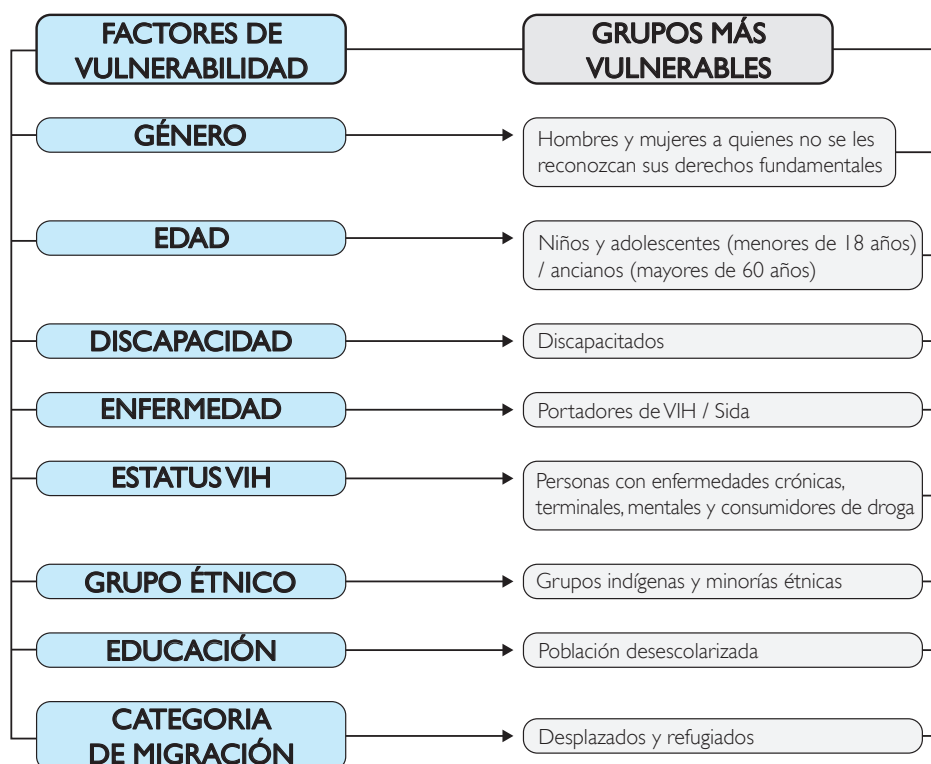 FACTORES DE
VULNERABILIDAD
GRUPOS MÁS
VULNERABLES
GÉNERO
Hombres y mujeres a quienes no se les
reconozcan sus derechos fundamentales
EDAD
Niños y adolescentes (menores de 18 años)
/ ancianos (mayores de 60 años)
DISCAPACIDAD
Discapacitados
ENFERMEDAD
Portadores de VIH / Sida
ESTATUS VIH
Personas con enfermedades crónicas,
terminales, mentales y consumidores de droga
GRUPO ÉTNICO
Grupos indígenas y minorías étnicas
EDUCACIÓN
Población desescolarizada
CATEGORIA
DE MIGRACIÓN
Desplazados y refugiados